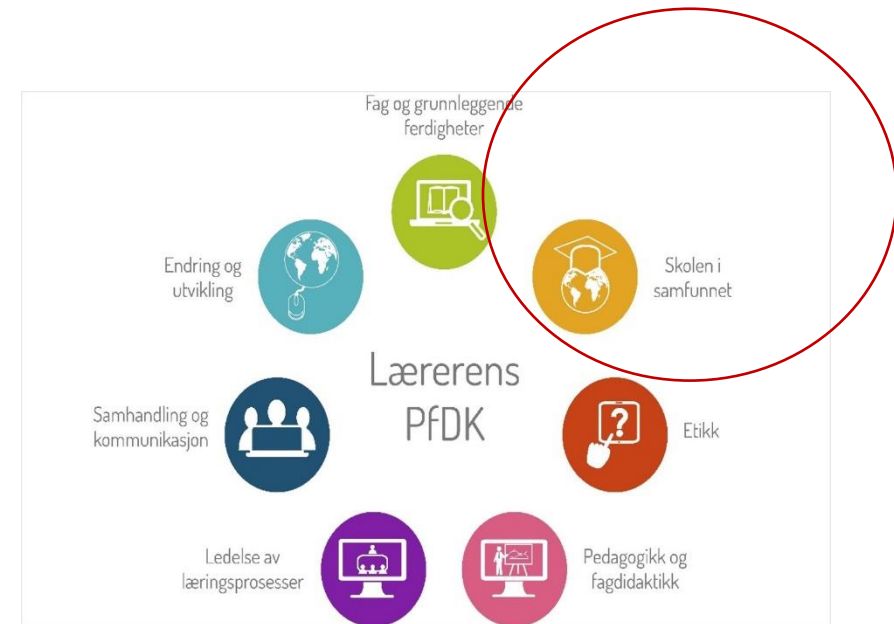 Fag og grunnleggende
ferdigheter
Endring og
utvikling
Skolen i
samfunnet
Lærerens
PfDK
Samhandling og
kommunikasjon
Etikk
?
Ledelse av
læringsprosesser
Pedagogikk og
fagdidaktikk